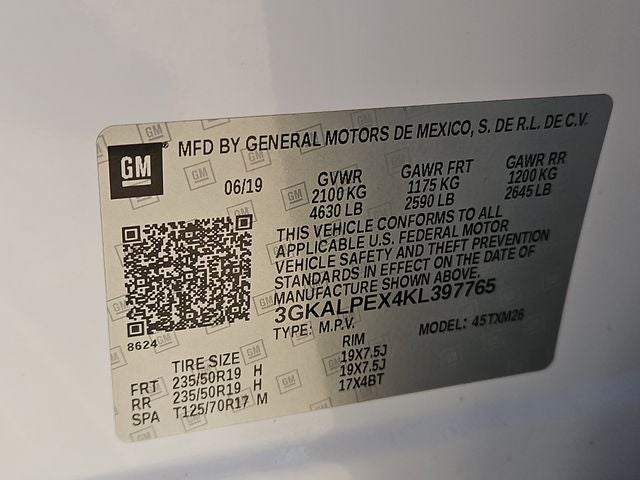 GM
MFD BY GENERAL MOTORS DE MEXICO, S. DE R.L. DE C.V.
06/19
GVWR GAWR FRT GAWR RR
2100 KG 1175 KG 1200 KG
4630 LB 2590 LB 2645 LB
THIS VEHICLE CONFORMS TO ALL
APPLICABLE U.S. FEDERAL MOTOR
VEHICLE SAFETY AND THEFT PREVENTION
STANDARDS IN EFFECT ON THE DATE OF
MANUFACTURE SHOWN ABOVE.
3GKALPEX4KL397765
TYPE: M.P.V. MODEL: 45TXM26
8624
TIRE SIZE RIM
FRT 235/50R19 H 19X7.5J
RR 235/50R19 H 19X7.5J
SPA T125/70R17 M 17X4BT